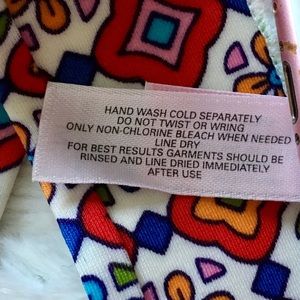 HAND WASH COLD SEPARATELY
DO NOT TWIST OR WRING
ONLY NON-CHLORINE BLEACH WHEN NEEDED
LINE DRY
FOR BEST RESULTS GARMENTS SHOULD BE
RINSED AND LINE DRIED IMMEDIATELY
AFTER USE